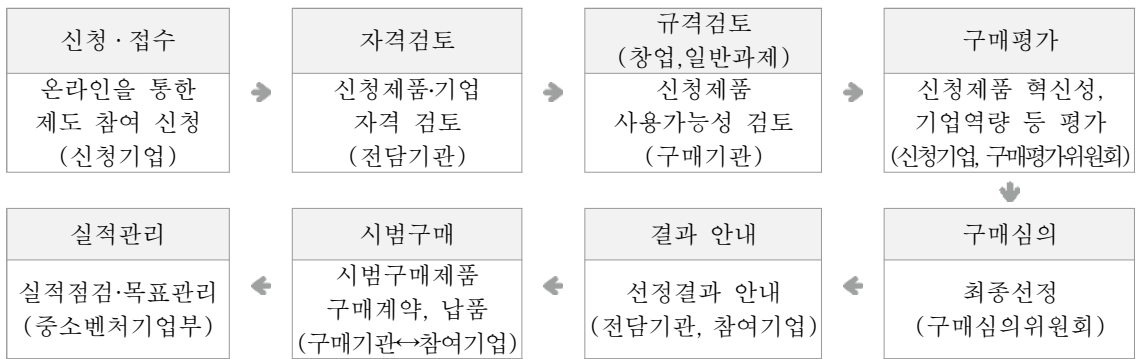 신청·접수
온라인을 통한
제도 참여 신청
(신청기업)
자격검토
신청제품·기업
자격 검토
(전담기관)
규격검토
(창업,일반과제)
신청제품
사용가능성 검토
(구매기관)
구매평가
신청제품 혁신성,
기업역량 등 평가
(신청기업, 구매평가위원회)
구매심의
최종선정
(구매심의위원회)
결과 안내
선정결과 안내
(전담기관, 참여기업)
시범구매
시범구매제품
구매계약, 납품
(구매기관↔참여기업)
실적관리
실적점검·목표관리
(중소벤처기업부)